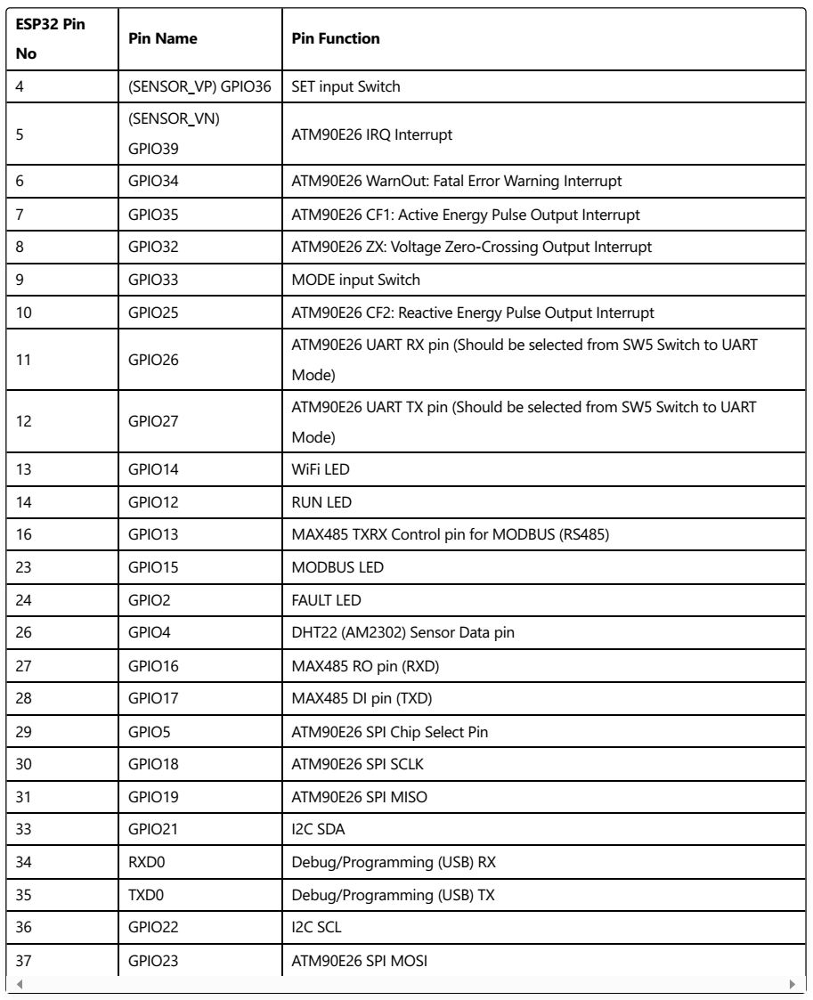 ESP32 Pin
No
Pin Name
Pin Function
4 (SENSOR_VP) GPIO36 SET input Switch
5 (SENSOR_VN)
GPIO39 ATM90E26 IRQ Interrupt
6 GPIO34 ATM90E26 WarnOut: Fatal Error Warning Interrupt
7 GPIO35 ATM90E26 CF1: Active Energy Pulse Output Interrupt
8 GPIO32 ATM90E26 ZX: Voltage Zero-Crossing Output Interrupt
9 GPIO33 MODE input Switch
10 GPIO25 ATM90E26 CF2: Reactive Energy Pulse Output Interrupt
11 GPIO26 ATM90E26 UART RX pin (Should be selected from SW5 Switch to UART
Mode)
12 GPIO27 ATM90E26 UART TX pin (Should be selected from SW5 Switch to UART
Mode)
13 GPIO14 WiFi LED
14 GPIO12 RUN LED
16 GPIO13 MAX485 TXRX Control pin for MODBUS (RS485)
23 GPIO15 MODBUS LED
24 GPIO2 FAULT LED
26 GPIO4 DHT22 (AM2302) Sensor Data pin
27 GPIO16 MAX485 RO pin (RXD)
28 GPIO17 MAX485 DI pin (TXD)
29 GPIO5 ATM90E26 SPI Chip Select Pin
30 GPIO18 ATM90E26 SPI SCLK
31 GPIO19 ATM90E26 SPI MISO
33 GPIO21 I2C SDA
34 RXD0 Debug/Programming (USB) RX
35 TXD0 Debug/Programming (USB) TX
36 GPIO22 I2C SCL
37 GPIO23 ATM90E26 SPI MOSI